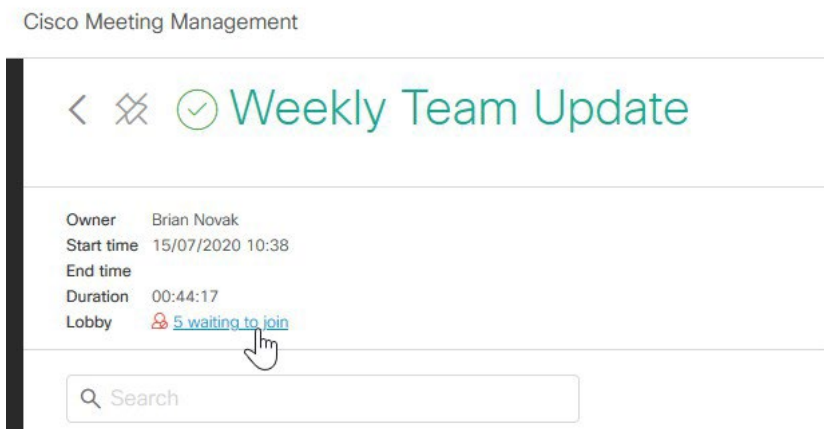 Cisco Meeting Management
Weekly Team Update
Owner Brian Novak
Start time 15/07/2020 10:38
End time
Duration 00:44:17
Lobby 5 waiting to join
Search